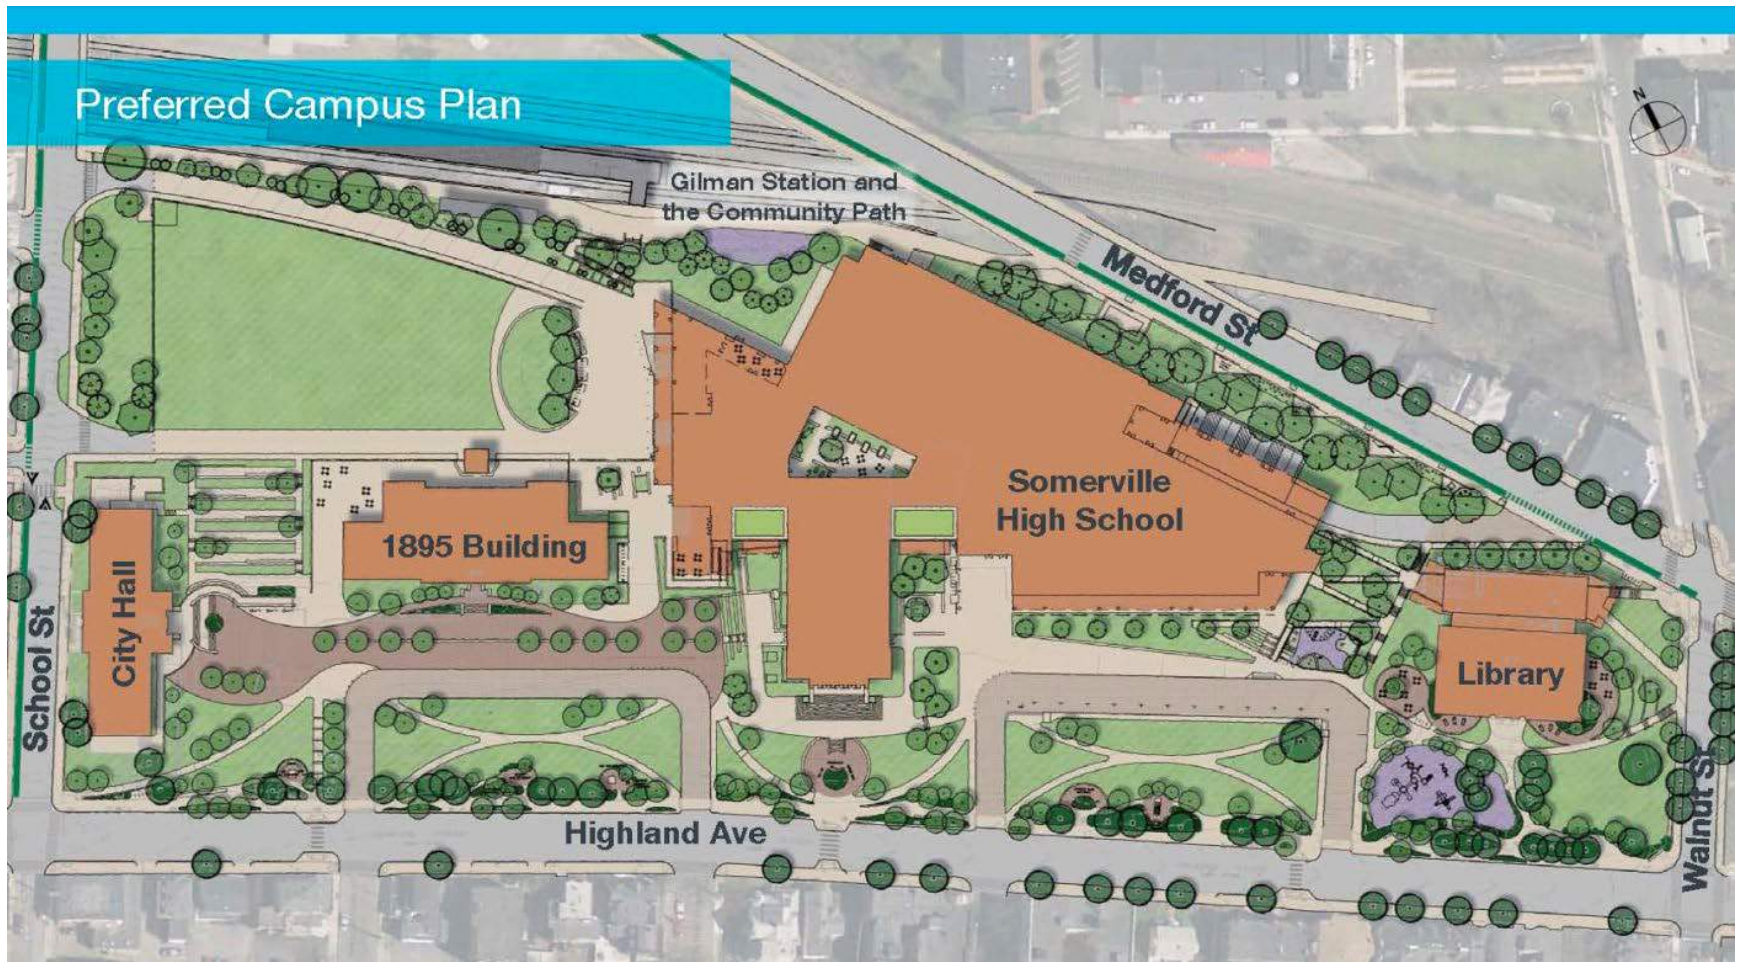 Preferred Campus Plan
N
Gilman Station and
the Community Path
Medford St
Somerville
High School
1895 Building
City Hall
School St
Library
Highland Ave
Walnut St